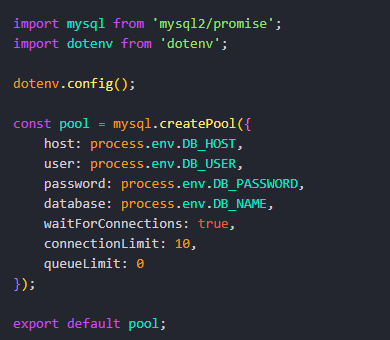 import mysql from 'mysql2/promise';
import dotenv from 'dotenv';

dotenv.config();

const pool = mysql.createPool({
    host: process.env.DB_HOST,
    user: process.env.DB_USER,
    password: process.env.DB_PASSWORD,
    database: process.env.DB_NAME,
    waitForConnections: true,
    connectionLimit: 10,
    queueLimit: 0
});

export default pool;